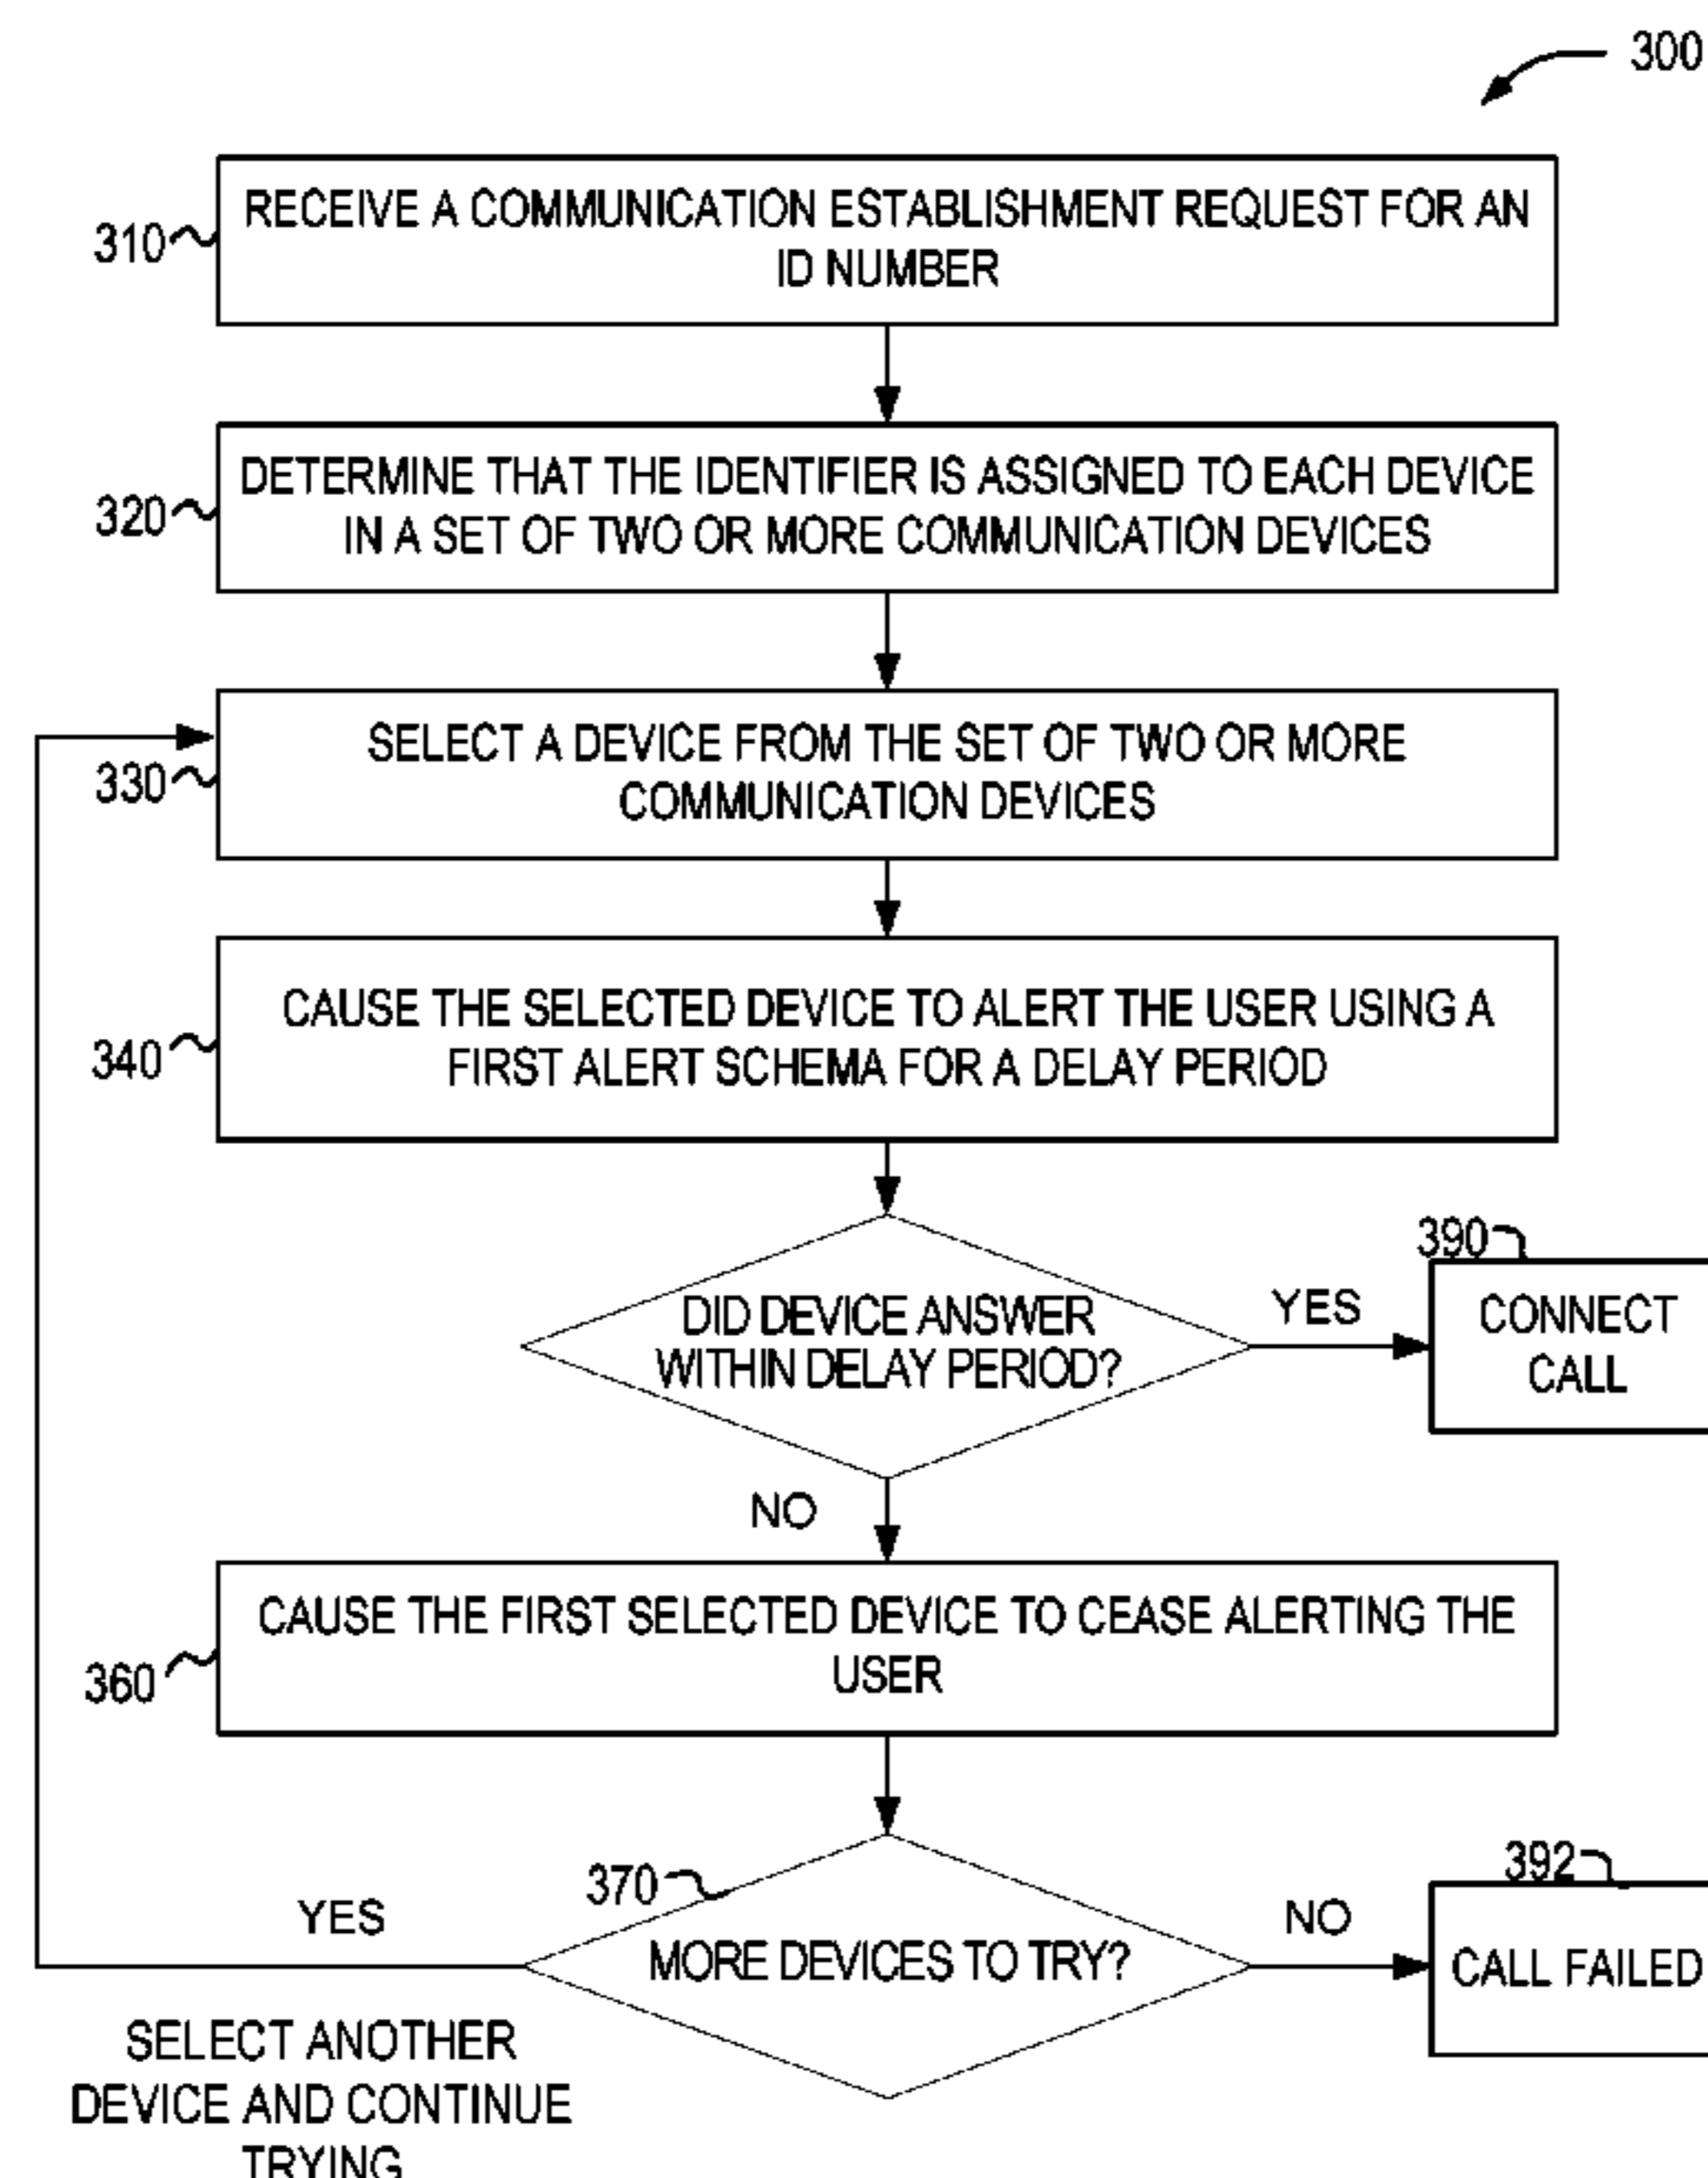 300
310
RECEIVE A COMMUNICATION ESTABLISHMENT REQUEST FOR AN
ID NUMBER
320
DETERMINE THAT THE IDENTIFIER IS ASSIGNED TO EACH DEVICE
IN A SET OF TWO OR MORE COMMUNICATION DEVICES
330
SELECT A DEVICE FROM THE SET OF TWO OR MORE
COMMUNICATION DEVICES
340
CAUSE THE SELECTED DEVICE TO ALERT THE USER USING A
FIRST ALERT SCHEMA FOR A DELAY PERIOD
DID DEVICE ANSWER
WITHIN DELAY PERIOD?
YES
390
CONNECT
CALL
NO
360
CAUSE THE FIRST SELECTED DEVICE TO CEASE ALERTING THE
USER
370
MORE DEVICES TO TRY?
YES
NO
392
CALL FAILED
SELECT ANOTHER
DEVICE AND CONTINUE
TRYING